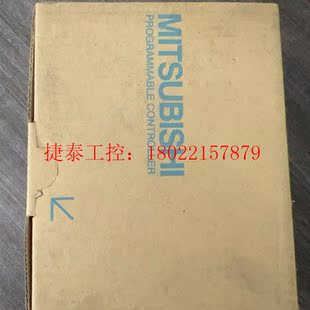 MITSUBISHI
PROGRAMMABLE CONTROLLER
捷泰工控：18022157879